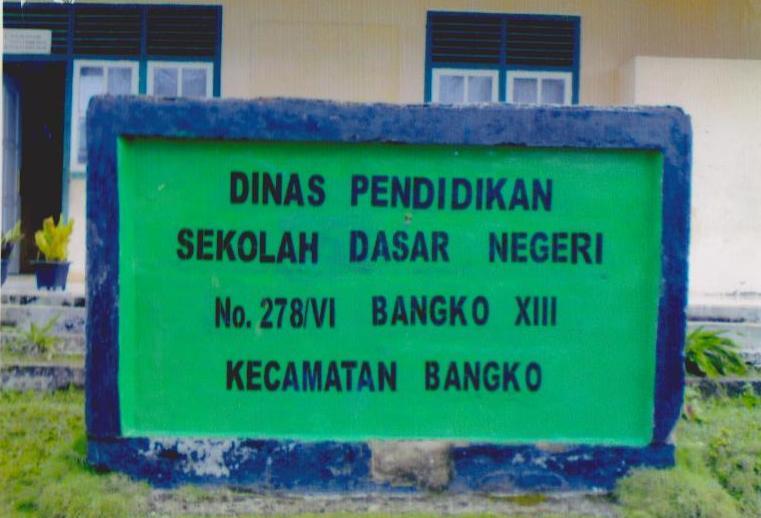 DINAS PENDIDIKAN
SEKOLAH DASAR NEGERI
No. 278/VI BANGKO XIII
KECAMATAN BANGKO